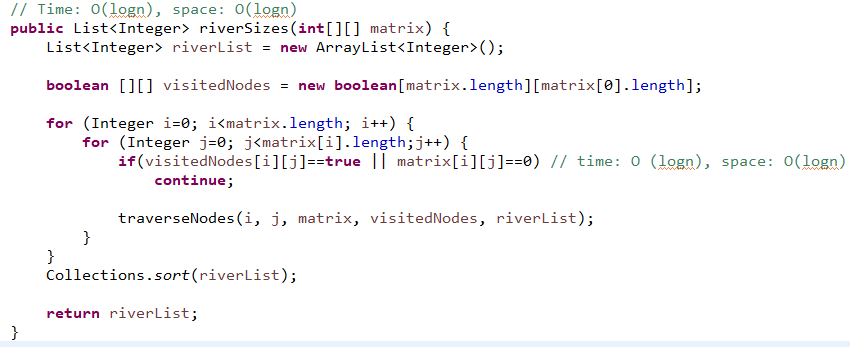 // Time: O(logn), space: O(logn)
public List<Integer> riverSizes(int[][] matrix) {
    List<Integer> riverList = new ArrayList<Integer>();
    boolean [][] visitedNodes = new boolean[matrix.length][matrix[0].length];
    for (Integer i=0; i<matrix.length; i++) {
        for (Integer j=0; j<matrix[i].length;j++) {
            if(visitedNodes[i][j]==true || matrix[i][j]==0) // time: O (logn), space: O(logn)
                continue;
            traverseNodes(i, j, matrix, visitedNodes, riverList);
        }
    }
    Collections.sort(riverList);
    return riverList;
}